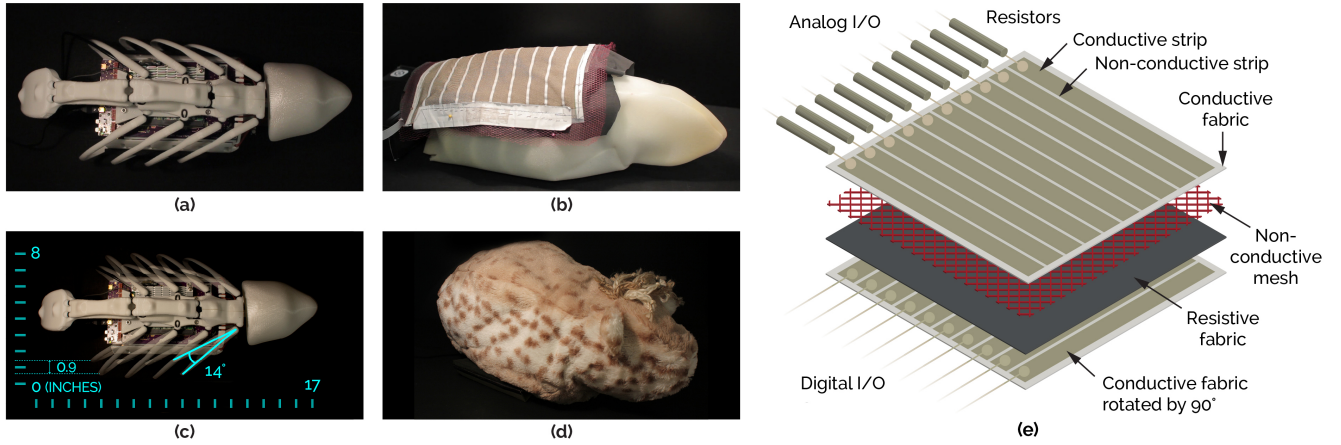 (a)
(b)
8
0.9
14°
0 (INCHES)
17
(c)
(d)
Analog I/O
Resistors
Conductive strip
Non-conductive strip
Conductive
fabric
Non-
conductive
mesh
Resistive
fabric
Digital I/O
Conductive fabric
rotated by 90°
(e)